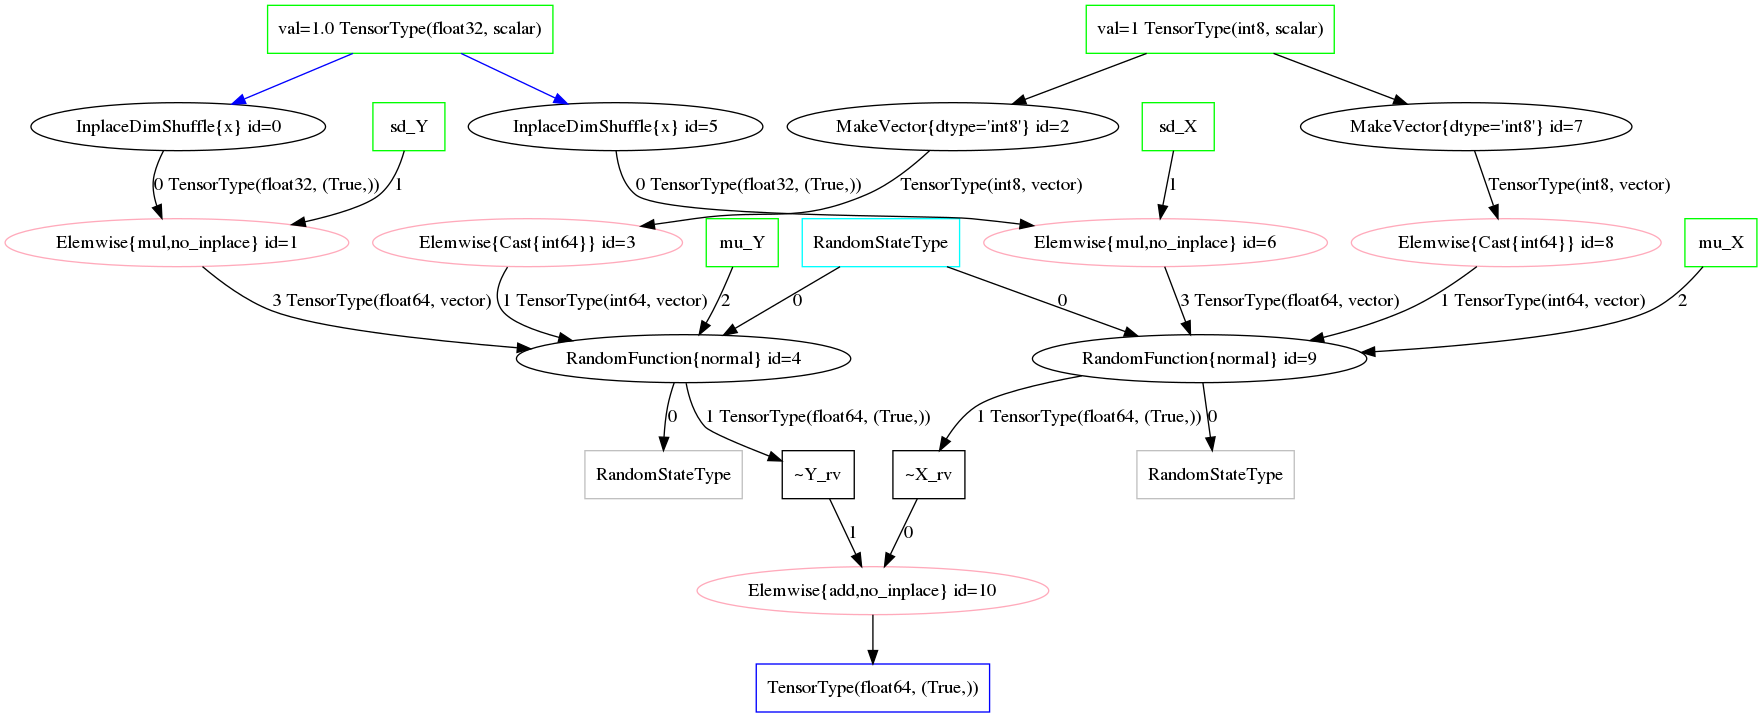 val=1.0 TensorType(float32, scalar)
val=1 TensorType(int8, scalar)
InplaceDimShuffle{x} id=0
sd_Y
InplaceDimShuffle{x} id=5
MakeVector{dtype='int8'} id=2
sd_X
MakeVector{dtype='int8'} id=7
0 TensorType(float32, (True,))
1
0 TensorType(float32, (True,))
TensorType(int8, vector)
1
TensorType(int8, vector)
Elemwise{mul,no_inplace} id=1
Elemwise{Cast{int64}} id=3
mu_Y
RandomStateType
Elemwise{mul,no_inplace} id=6
Elemwise{Cast{int64}} id=8
mu_X
3 TensorType(float64, vector)
1 TensorType(int64, vector)
2
0
0
3 TensorType(float64, vector)
1 TensorType(int64, vector)
2
RandomFunction{normal} id=4
RandomFunction{normal} id=9
0
1 TensorType(float64, (True,))
1 TensorType(float64, (True,))
0
RandomStateType
~Y_rv
~X_rv
RandomStateType
1
0
Elemwise{add,no_inplace} id=10
TensorType(float64, (True,))